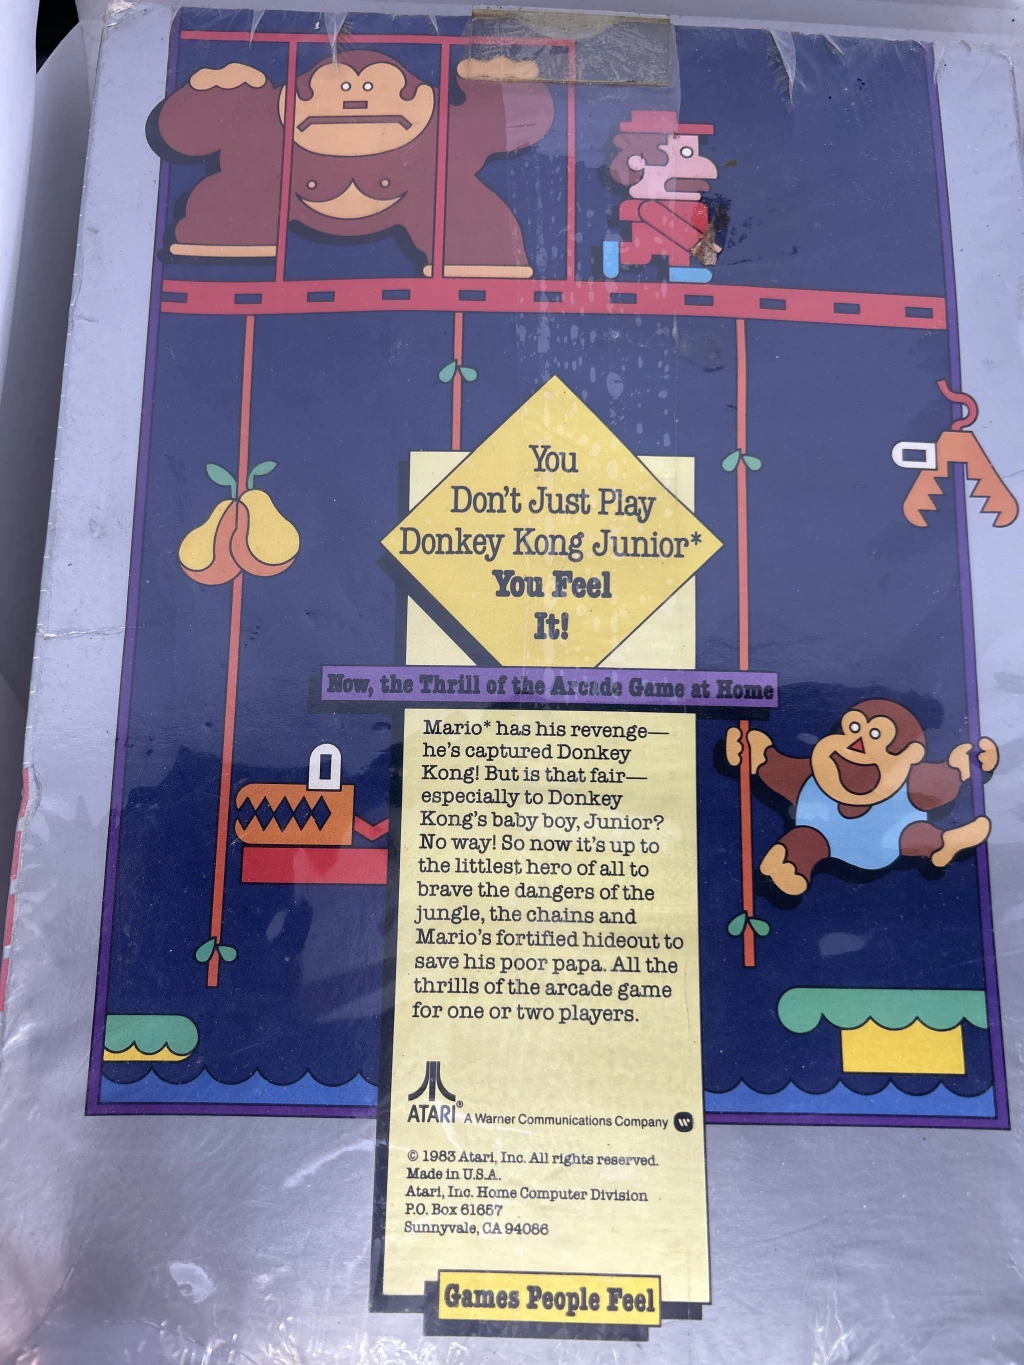 You
Don't Just Play
Donkey Kong Junior*
You Feel
It!
Now, the Thrill of the Arcade Game at Home
Mario* has his revenge—
he's captured Donkey
Kong! But is that fair—
especially to Donkey
Kong's baby boy, Junior?
No way! So now it's up to
the littlest hero of all to
brave the dangers of the
jungle, the chains and
Mario's fortified hideout to
save his poor papa. All the
thrills of the arcade game
for one or two players.
ATARI® A Warner Communications Company
© 1983 Atari, Inc. All rights reserved.
Made in U.S.A.
Atari, Inc. Home Computer Division
P.O. Box 61657
Sunnyvale, CA 94086
Games People Feel